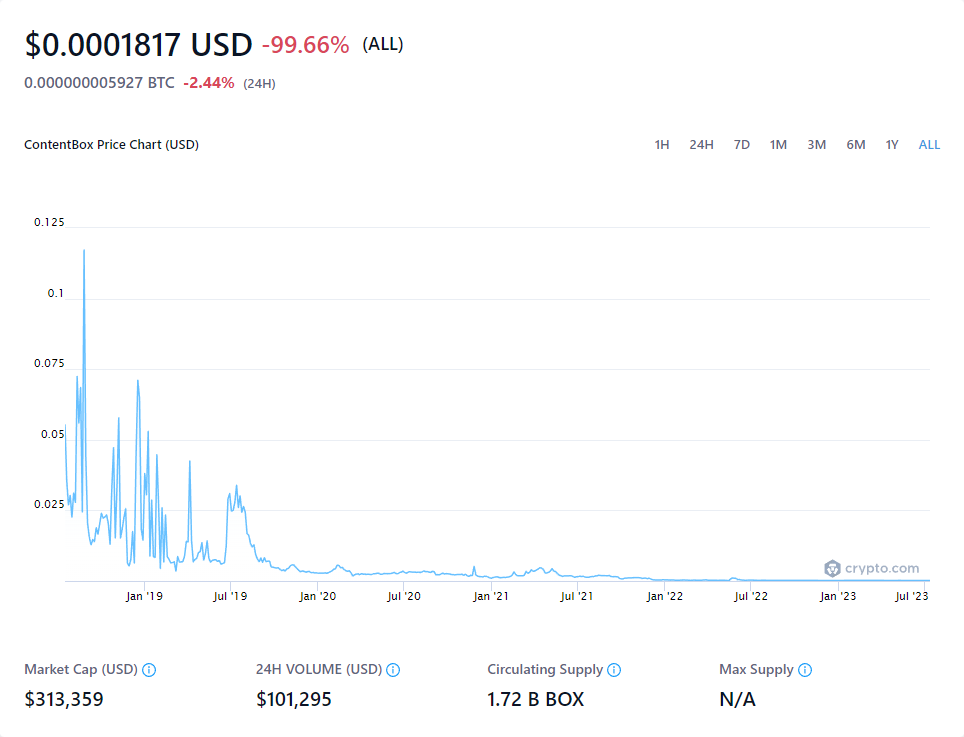 $0.0001817 USD -99.66% (ALL)
0.000000005927 BTC -2.44% (24H)
ContentBox Price Chart (USD) 1H 24H 7D 1M 3M 6M 1Y ALL
0.125
0.1
0.075
0.05
0.025
crypto.com
Jan '19 Jul '19 Jan '20 Jul '20 Jan '21 Jul '21 Jan '22 Jul '22 Jan '23 Jul '23
Market Cap (USD) 24H VOLUME (USD) Circulating Supply Max Supply
$313,359 $101,295 1.72 B BOX N/A